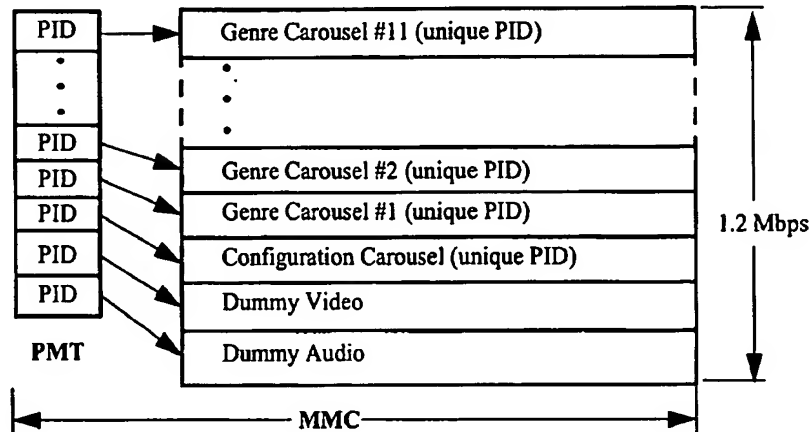 PID Genre Carousel #11 (unique PID)
PID Genre Carousel #2 (unique PID)
PID Genre Carousel #1 (unique PID)
PID Configuration Carousel (unique PID)
PID Dummy Video
PID Dummy Audio
1.2 Mbps
PMT
MMC